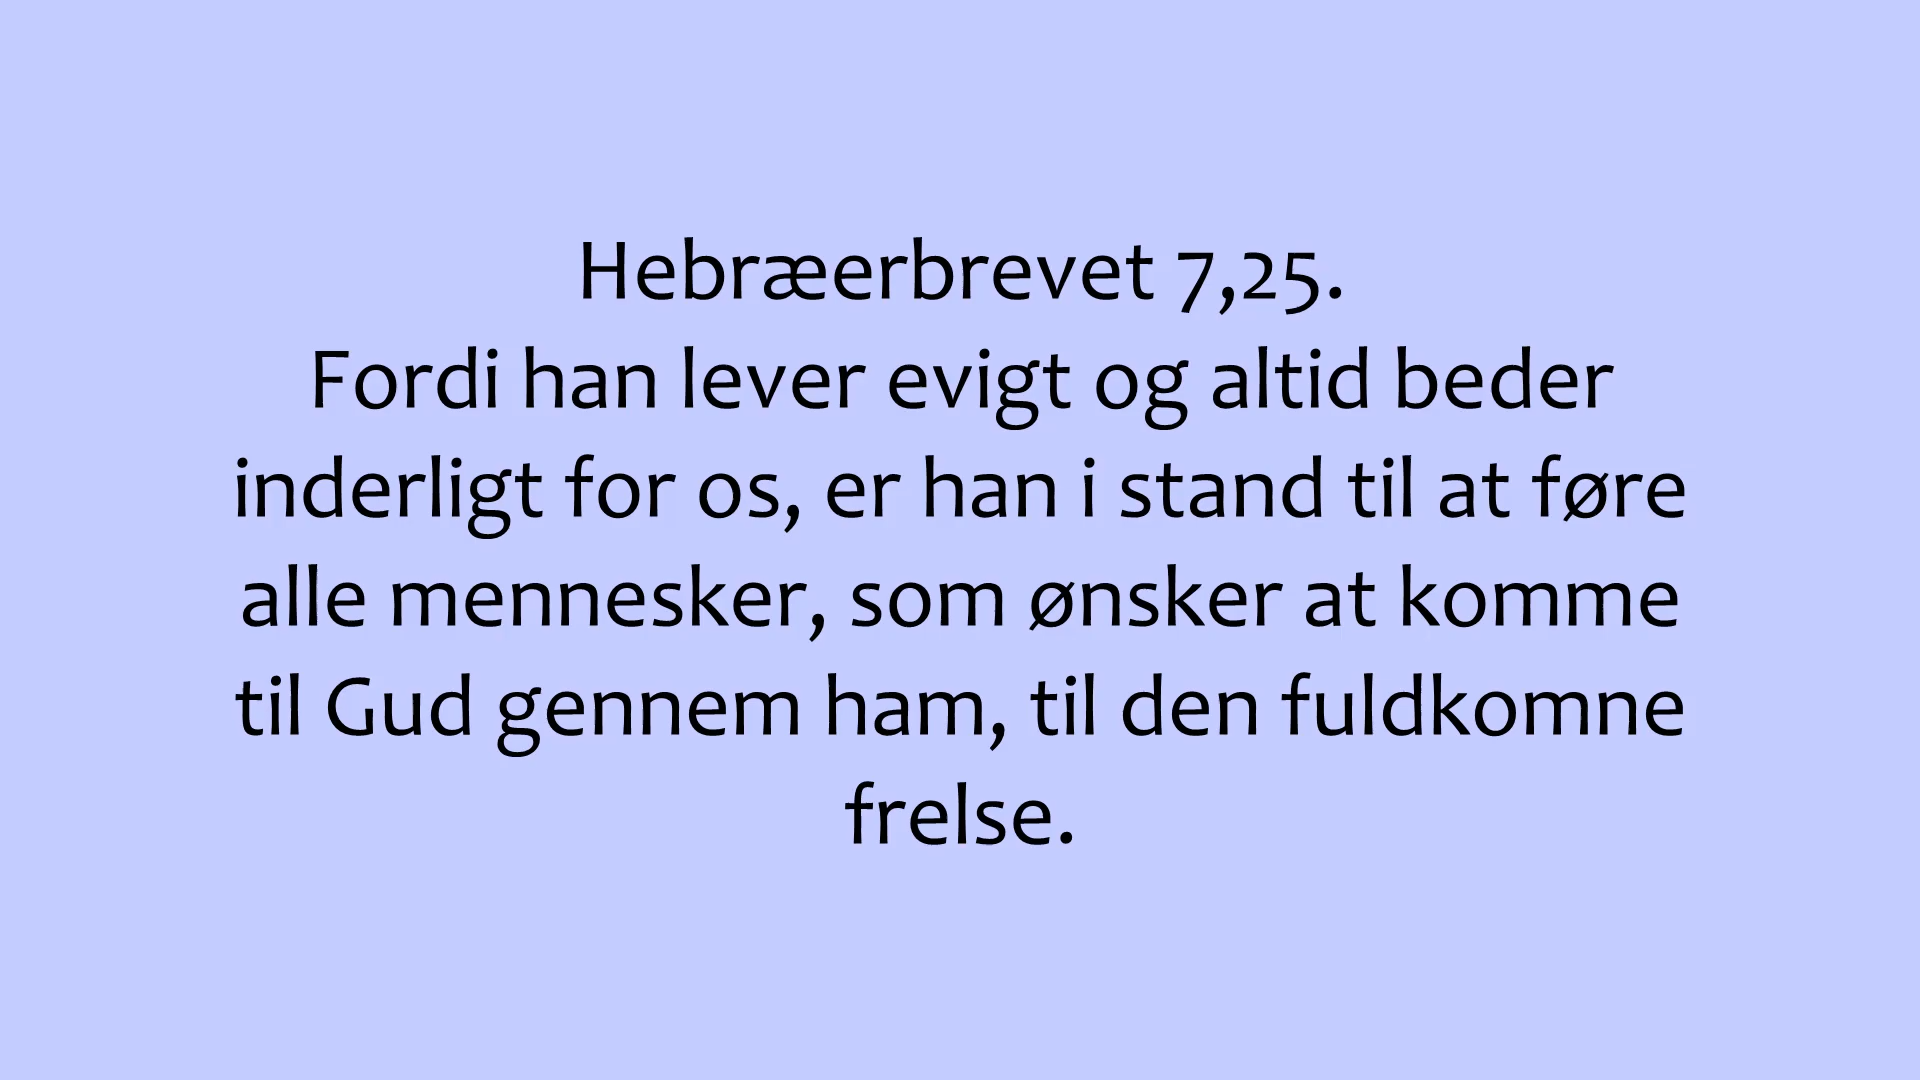 Hebræerbrevet 7,25.
Fordi han lever evigt og altid beder
inderligt for os, er han i stand til at føre
alle mennesker, som ønsker at komme
til Gud gennem ham, til den fuldkomne
frelse.